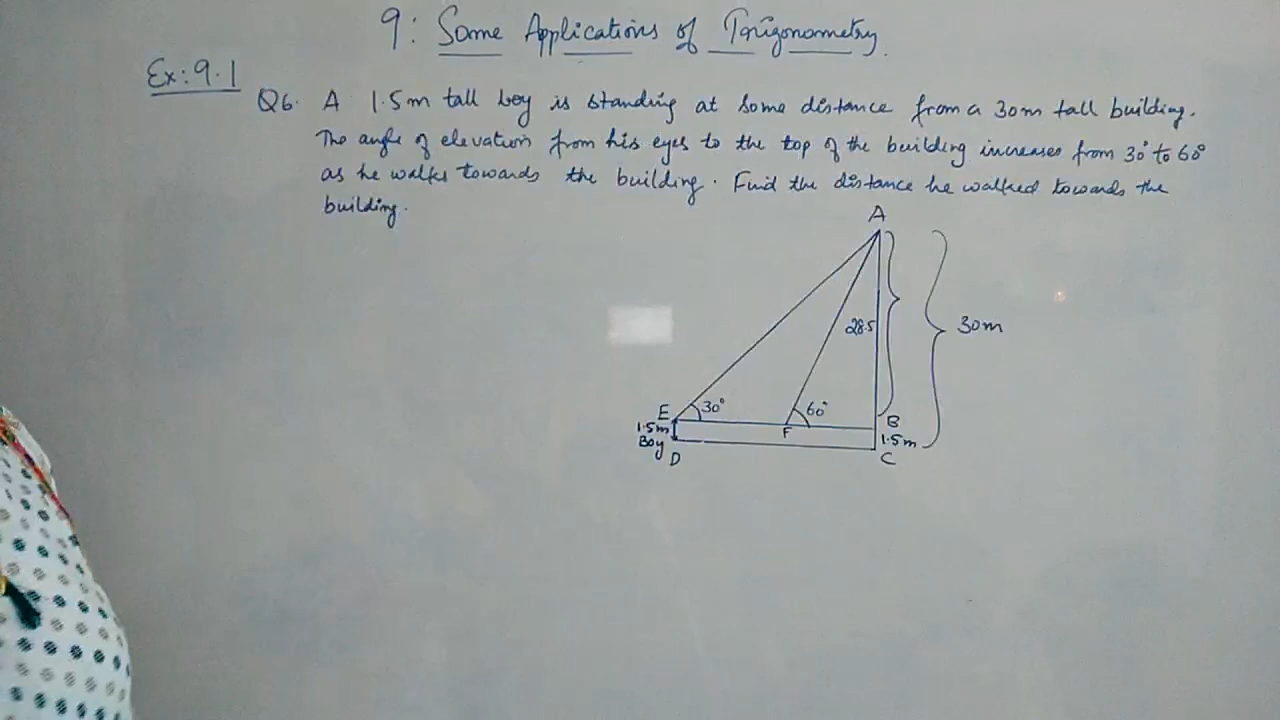 9: Some Applications of Trigonometry.
Ex: 9.1
Q6. A 1.5m tall boy is standing at some distance from a 30m tall building.
The angle of elevation from his eyes to the top of the building increases from 30° to 60°
as he walks towards the building. Find the distance he walked towards the
building.
A
28.5
30m
E 30° 60° B
1.5m F 1.5m
Boy
D C